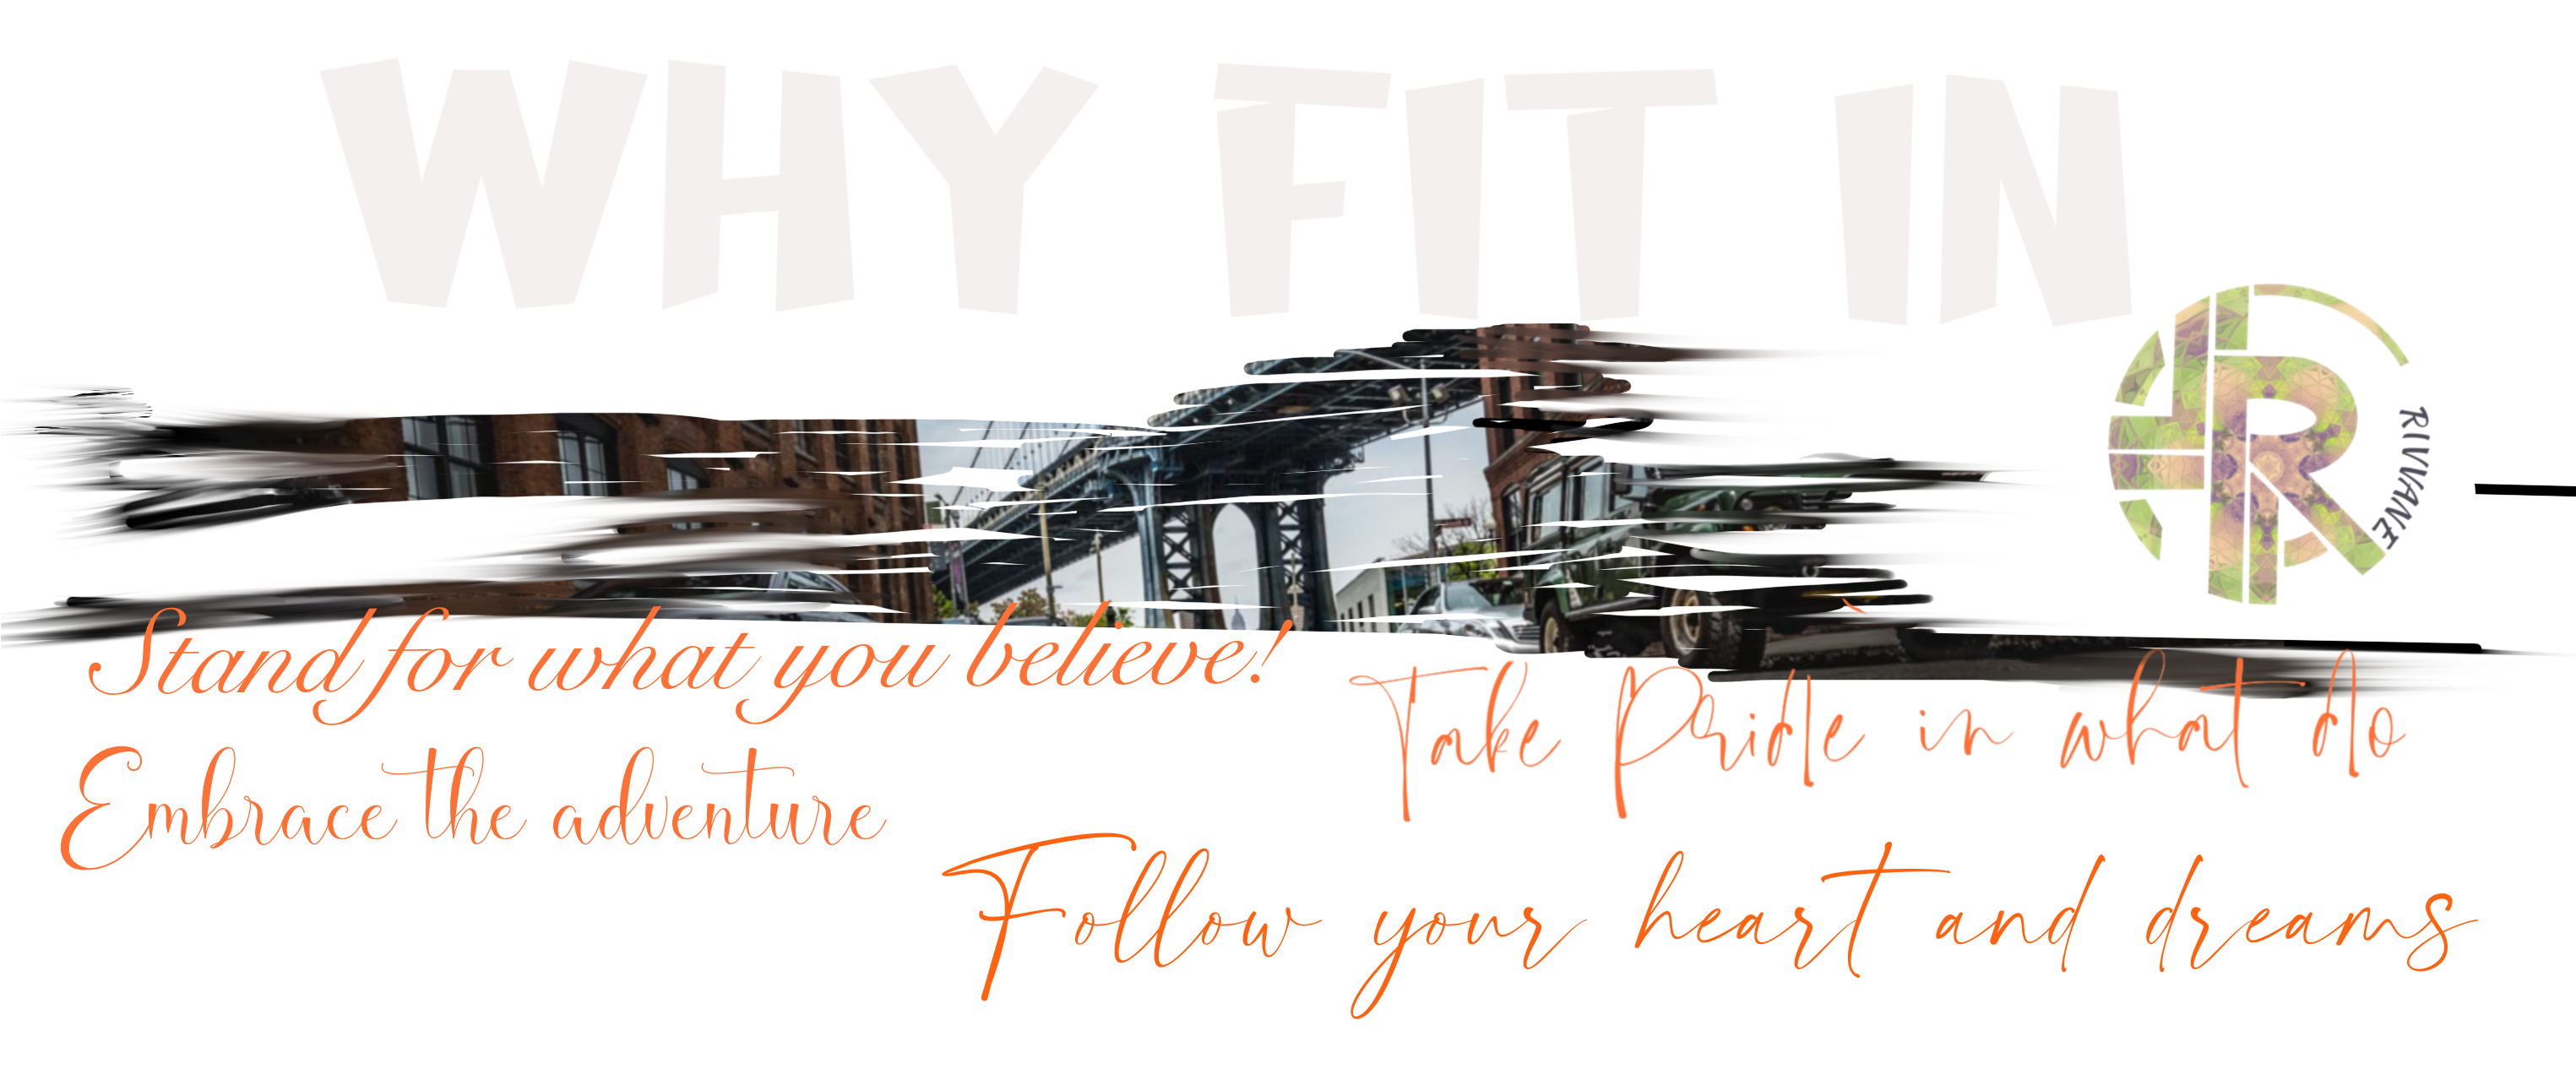 WHY FIT IN
RIVVANZ
Stand for what you believe!
Take Pride in what do
Embrace the adventure
Follow your heart and dreams